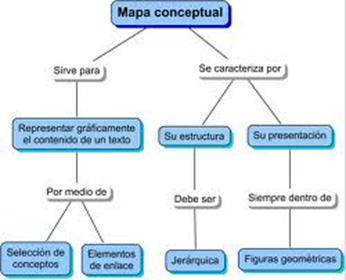 Mapa conceptual
Sirve para
Se caracteriza por
Representar gráficamente
el contenido de un texto
Su estructura
Su presentación
Por medio de
Debe ser
Siempre dentro de
Selección de
conceptos
Elementos
de enlace
Jerárquica
Figuras geométricas